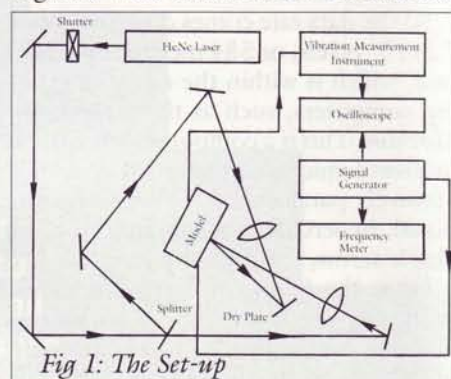 Shutter
HeNe Laser
Vibration Measurement
Instrument
Oscilloscope
Signal
Generator
Frequency
Meter
Model
Dry Plate
Splitter
Fig 1: The Set-up